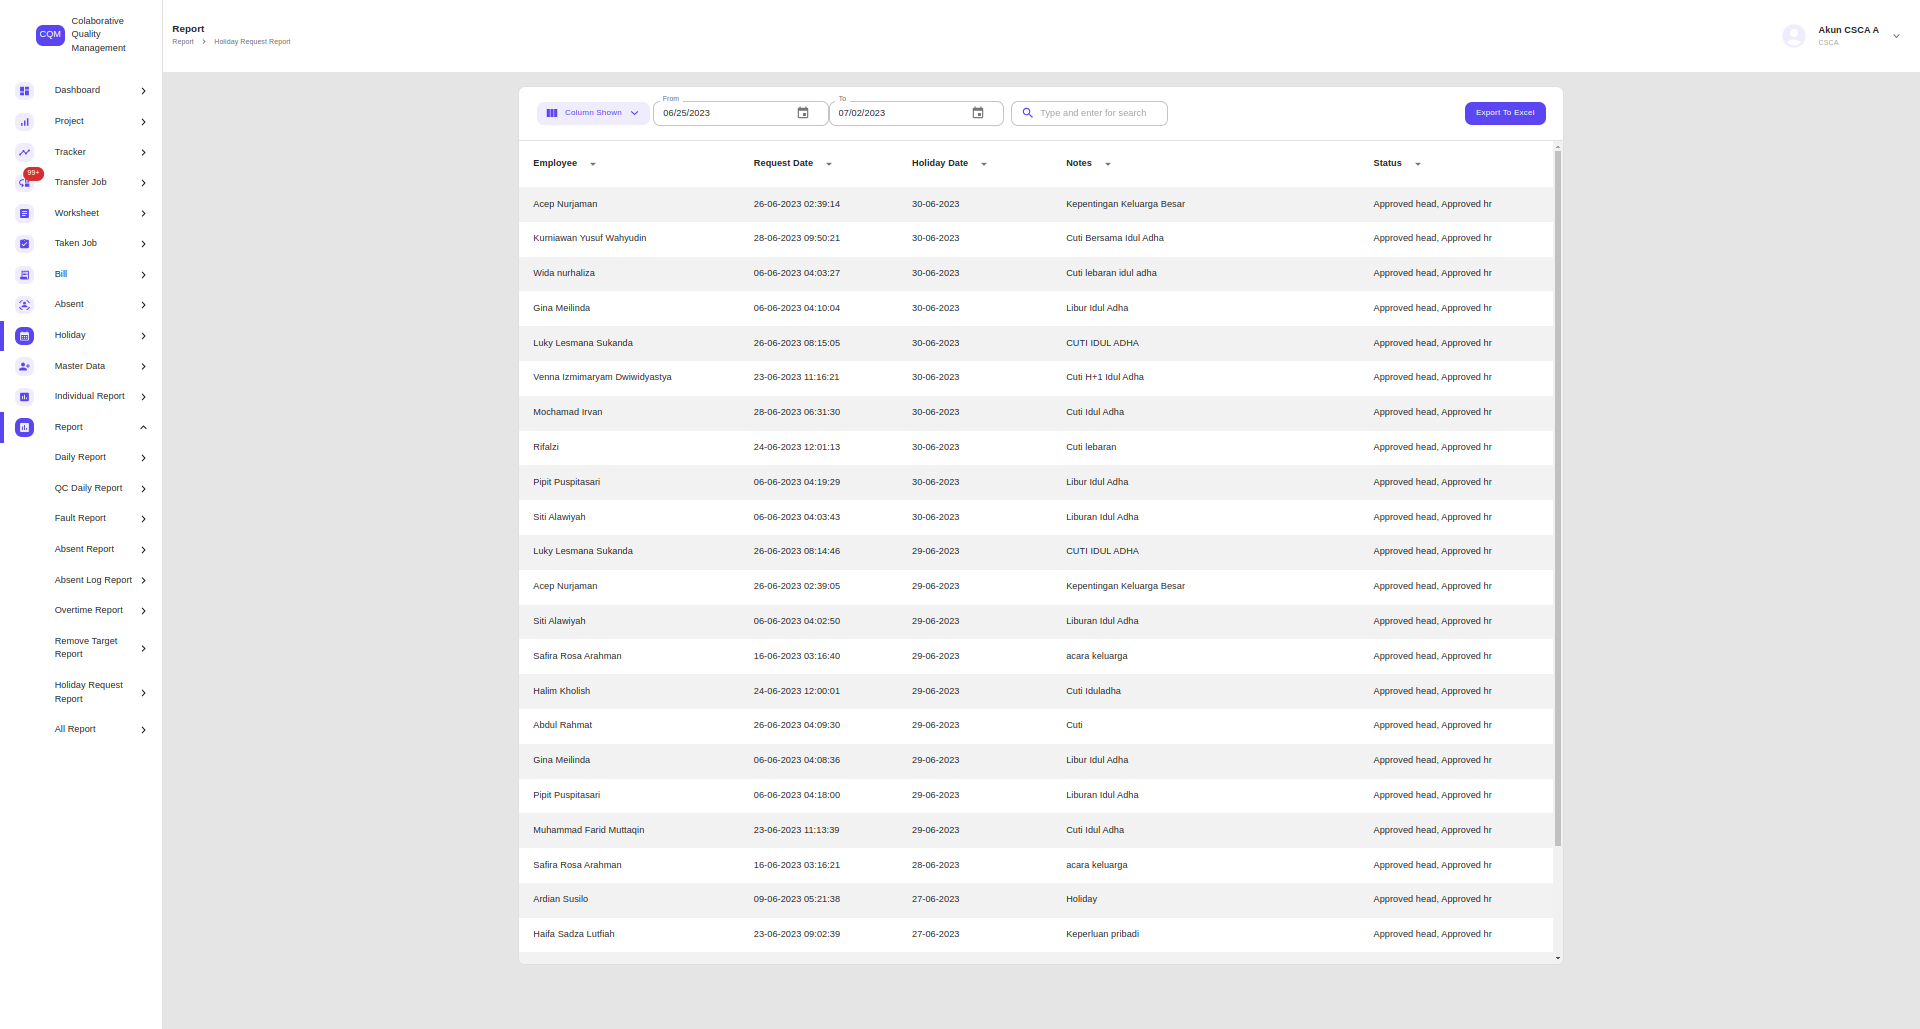 CQM
Colaborative
Quality
Management
Dashboard
Project
Tracker
99+
Transfer Job
Worksheet
Taken Job
Bill
Absent
Holiday
Master Data
Individual Report
Report
Daily Report
QC Daily Report
Fault Report
Absent Report
Absent Log Report
Overtime Report
Remove Target
Report
Holiday Request
Report
All Report
Report
Report > Holiday Request Report
Akun CSCA A
CSCA
Column Shown
From
06/25/2023
To
07/02/2023
Type and enter for search
Export To Excel
Employee Request Date Holiday Date Notes Status
Acep Nurjaman 26-06-2023 02:39:14 30-06-2023 Kepentingan Keluarga Besar Approved head, Approved hr
Kurniawan Yusuf Wahyudin 28-06-2023 09:50:21 30-06-2023 Cuti Bersama Idul Adha Approved head, Approved hr
Wida nurhaliza 06-06-2023 04:03:27 30-06-2023 Cuti lebaran idul adha Approved head, Approved hr
Gina Meilinda 06-06-2023 04:10:04 30-06-2023 Libur Idul Adha Approved head, Approved hr
Luky Lesmana Sukanda 26-06-2023 08:15:05 30-06-2023 CUTI IDUL ADHA Approved head, Approved hr
Venna Izmimaryam Dwiwidyastya 23-06-2023 11:16:21 30-06-2023 Cuti H+1 Idul Adha Approved head, Approved hr
Mochamad Irvan 28-06-2023 06:31:30 30-06-2023 Cuti Idul Adha Approved head, Approved hr
Rifalzi 24-06-2023 12:01:13 30-06-2023 Cuti lebaran Approved head, Approved hr
Pipit Puspitasari 06-06-2023 04:19:29 30-06-2023 Libur Idul Adha Approved head, Approved hr
Siti Alawiyah 06-06-2023 04:03:43 30-06-2023 Liburan Idul Adha Approved head, Approved hr
Luky Lesmana Sukanda 26-06-2023 08:14:46 29-06-2023 CUTI IDUL ADHA Approved head, Approved hr
Acep Nurjaman 26-06-2023 02:39:05 29-06-2023 Kepentingan Keluarga Besar Approved head, Approved hr
Siti Alawiyah 06-06-2023 04:02:50 29-06-2023 Liburan Idul Adha Approved head, Approved hr
Safira Rosa Arahman 16-06-2023 03:16:40 29-06-2023 acara keluarga Approved head, Approved hr
Halim Kholish 24-06-2023 12:00:01 29-06-2023 Cuti Iduladha Approved head, Approved hr
Abdul Rahmat 26-06-2023 04:09:30 29-06-2023 Cuti Approved head, Approved hr
Gina Meilinda 06-06-2023 04:08:36 29-06-2023 Libur Idul Adha Approved head, Approved hr
Pipit Puspitasari 06-06-2023 04:18:00 29-06-2023 Liburan Idul Adha Approved head, Approved hr
Muhammad Farid Muttaqin 23-06-2023 11:13:39 29-06-2023 Cuti Idul Adha Approved head, Approved hr
Safira Rosa Arahman 16-06-2023 03:16:21 28-06-2023 acara keluarga Approved head, Approved hr
Ardian Susilo 09-06-2023 05:21:38 27-06-2023 Holiday Approved head, Approved hr
Haifa Sadza Lutfiah 23-06-2023 09:02:39 27-06-2023 Keperluan pribadi Approved head, Approved hr